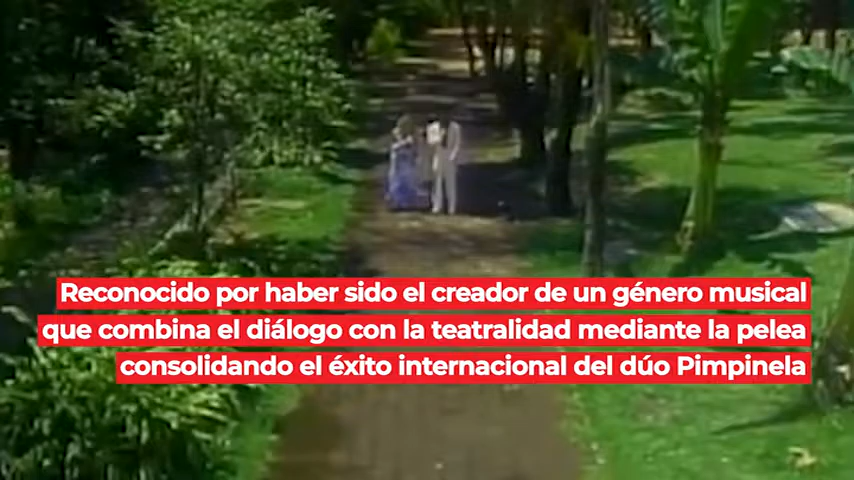 Reconocido por haber sido el creador de un género musical
que combina el diálogo con la teatralidad mediante la pelea
consolidando el éxito internacional del dúo Pimpinela